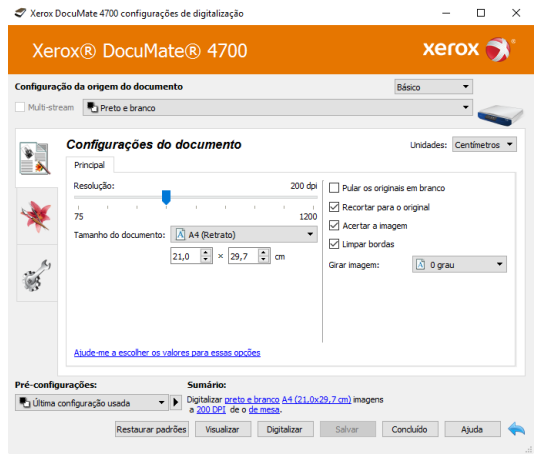 Xerox DocuMate 4700 configurações de digitalização
Xerox® DocuMate® 4700
xerox
Configuração da origem do documento
Básico
Multi-stream
Preto e branco
Configurações do documento
Unidades: Centímetros
Principal
Resolução: 200 dpi
75 1200
Tamanho do documento: A4 (Retrato)
21,0 × 29,7 cm
Pular os originais em branco
Recortar para o original
Acertar a imagem
Limpar bordas
Girar imagem: 0 grau
Ajude-me a escolher os valores para essas opções
Pré-configurações:
Última configuração usada
Sumário:
Digitalizar preto e branco A4 (21,0x29,7 cm) imagens
a 200 DPI de o de mesa.
Restaurar padrões Visualizar Digitalizar Salvar Concluído Ajuda